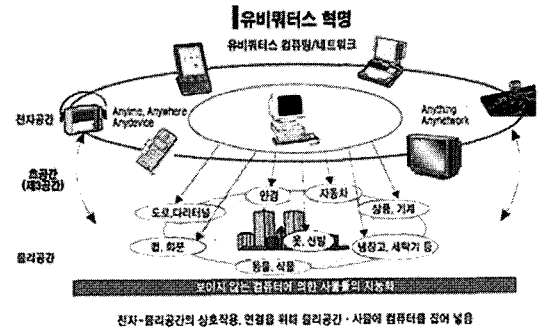 유비쿼터스 혁명
유비쿼터스 컴퓨팅/네트워크
전자공간
Anytime, Anywhere
Anydevice
Anything
Anynetwork
초공간
(제3공간)
안경
자동차
도로,다리터널
상품, 기계
컵, 화분
옷, 신발
냉장고, 세탁기 등
동물, 식물
물리공간
보이지 않는 컴퓨터에 의한 사물들의 지능화
전자-물리공간의 상호작용, 연결을 위해 물리공간·사물에 컴퓨터를 집어 넣음